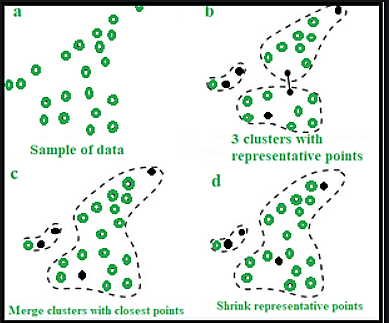 a
b
Sample of data
3 clusters with
representative points
c
d
Merge clusters with closest points
Shrink representative points